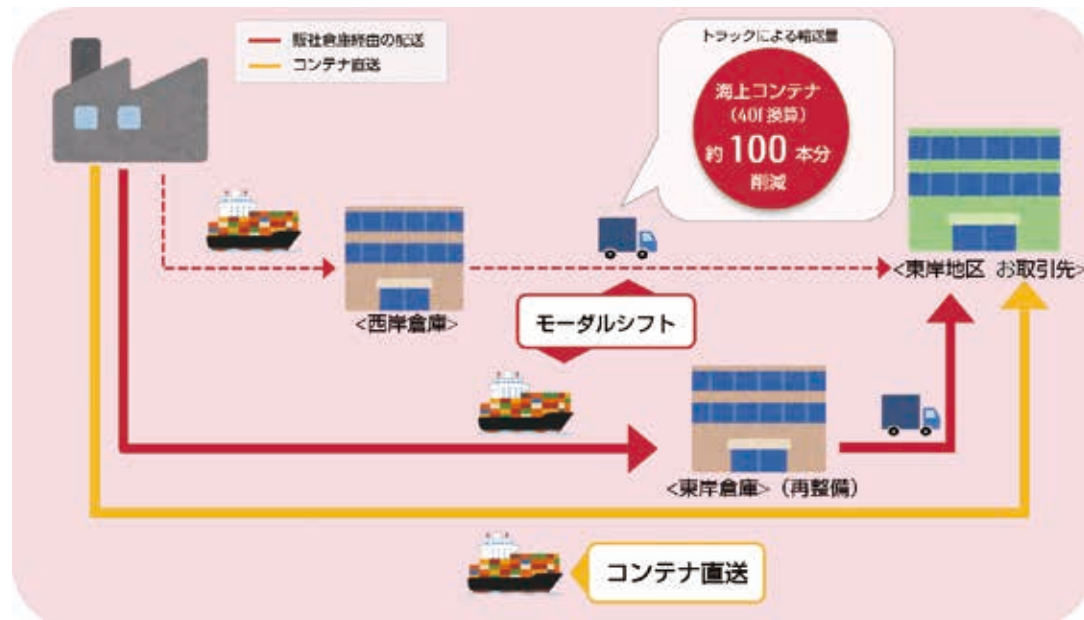 販社倉庫経由の配送
コンテナ直送
トラックによる輸送量
海上コンテナ
(40f換算)
約100本分
削減
<東岸地区 お取引先>
<西岸倉庫>
モーダルシフト
<東岸倉庫>(再整備)
コンテナ直送